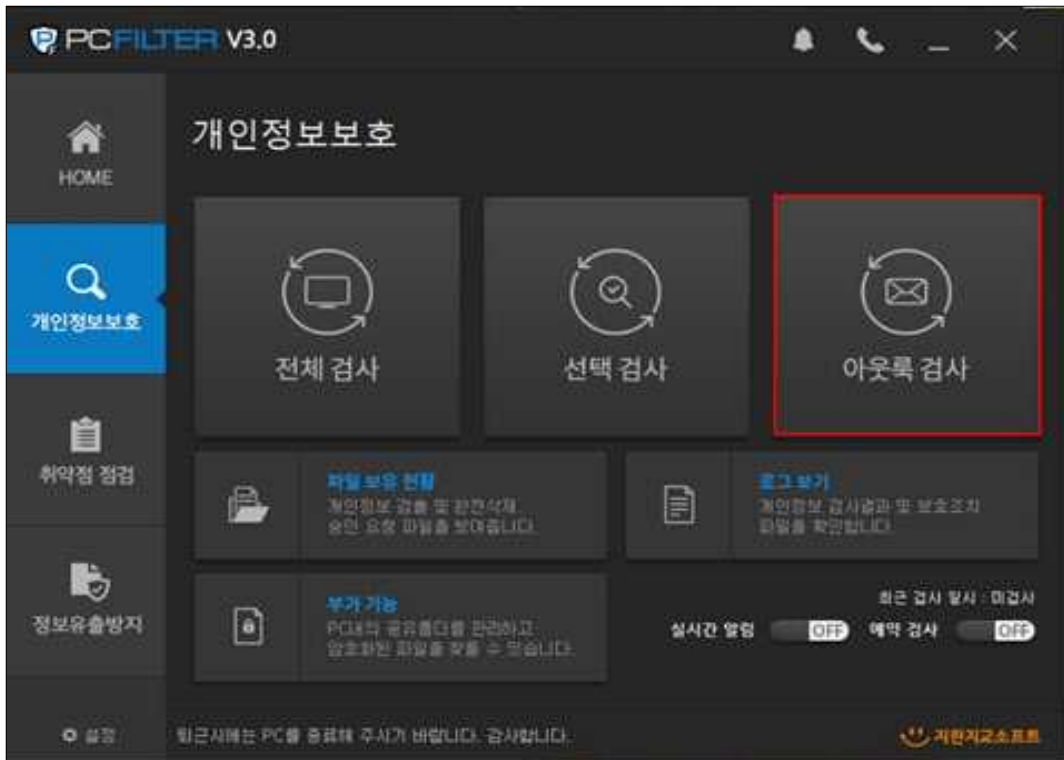 PCFILTER V3.0
HOME
개인정보보호
취약점 점검
정보유출방지
설정
개인정보보호
전체 검사
선택 검사
아웃룩 검사
파일 보유 현황
개인정보 검출 및 완전삭제,
승인 요청 파일을 보여줍니다.
로그 보기
개인정보 검사결과 및 보호조치
파일을 확인합니다.
부가 기능
PC내의 공유폴더를 관리하고
암호화된 파일을 찾을 수 있습니다.
최근 검사 일시 : 미검사
실시간 알림 OFF 예약 검사 OFF
퇴근시에는 PC를 종료해 주시기 바랍니다. 감사합니다.
지란지교소프트